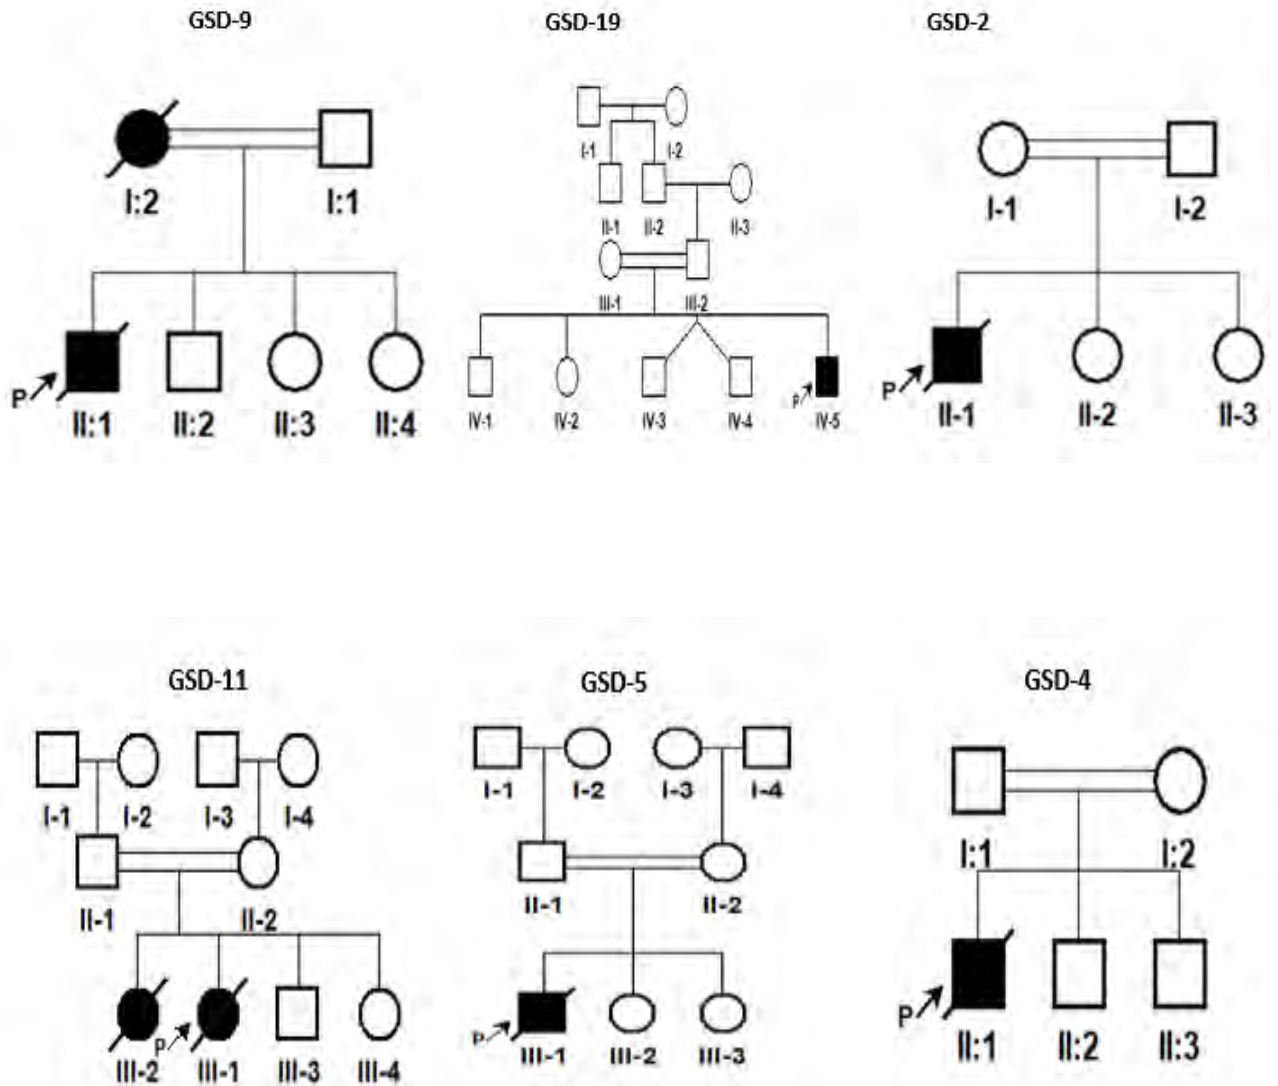 GSD-9 GSD-19 GSD-2
I-1 I-2
I:2 I:1
I-1 I-2
II-1 II-2 II-3
III-1 III-2
P II:1 II:2 II:3 II:4
P IV-1 IV-2 IV-3 IV-4 IV-5
P II-1 II-2 II-3
GSD-11 GSD-5 GSD-4
I-1 I-2 I-3 I-4
I-1 I-2 I-3 I-4
I:1 I:2
II-1 II-2
II-1 II-2
P III-2 III-1 III-3 III-4
P III-1 III-2 III-3
P II:1 II:2 II:3